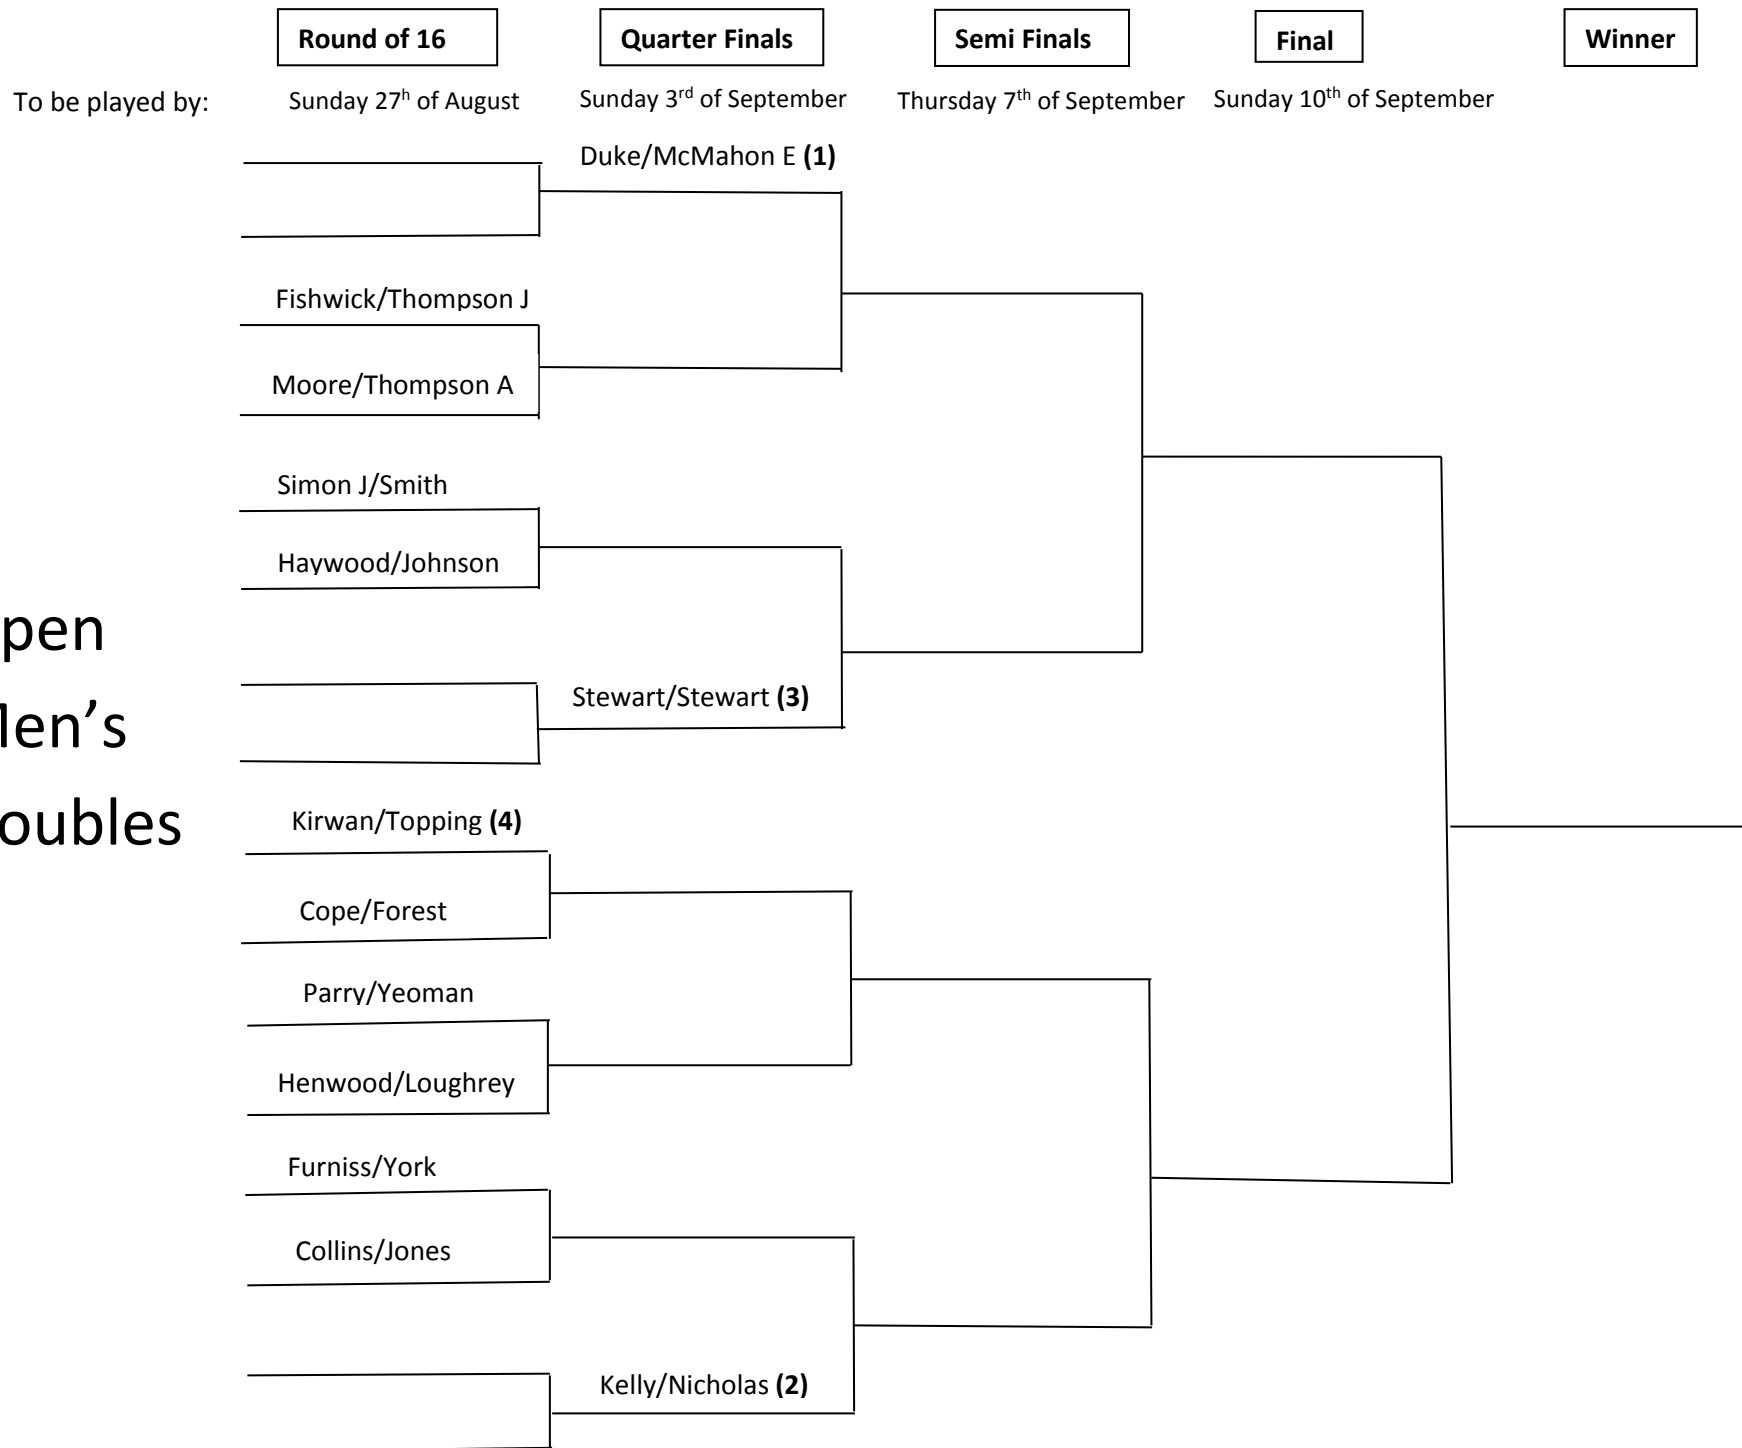 Round of 16
Quarter Finals
Semi Finals
Final
Winner
To be played by:
Sunday 27h of August
Sunday 3rd of September
Thursday 7th of September
Sunday 10th of September
Duke/McMahon E (1)
Fishwick/Thompson J
Moore/Thompson A
Simon J/Smith
Haywood/Johnson
pen
len's
oubles
Stewart/Stewart (3)
Kirwan/Topping (4)
Cope/Forest
Parry/Yeoman
Henwood/Loughrey
Furniss/York
Collins/Jones
Kelly/Nicholas (2)